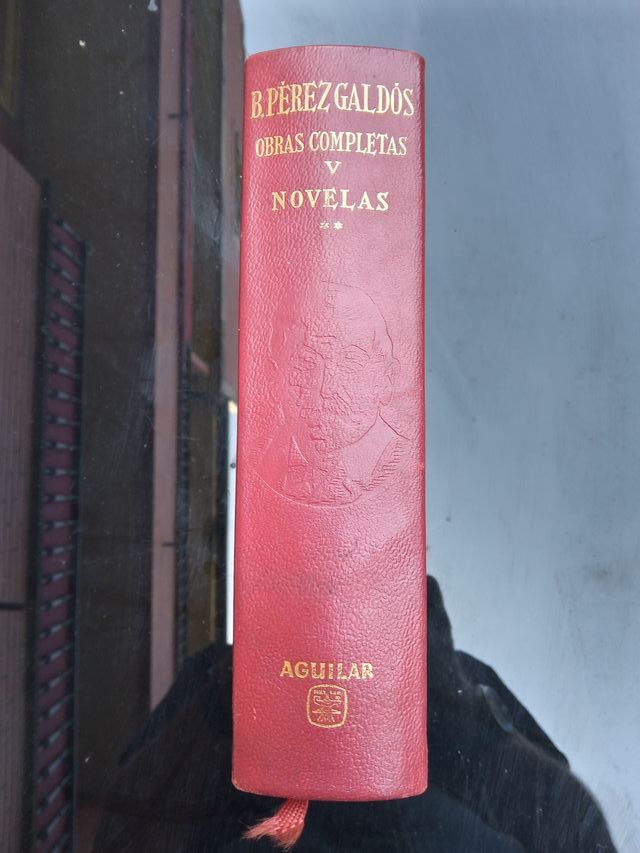 B. PÉREZ GALDÓS
OBRAS COMPLETAS
V
NOVELAS
**
AGUILAR